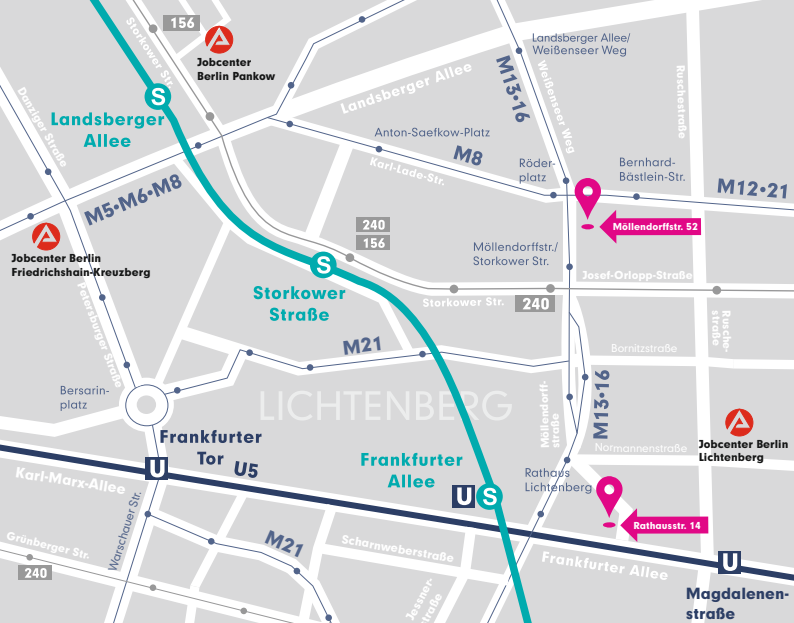 156
Storkower Str.
Jobcenter
Berlin Pankow
Landsberger Allee/
Weißenseer Weg
M13•16
Weißenseer Weg
Ruschestraße
Landsberger Allee
S
Landsberger
Allee
Danziger Straße
Anton-Saefkow-Platz
M8
Karl-Lade-Str.
Röder-
platz
Bernhard-
Bästlein-Str.
M12•21
M5•M6•M8
Möllendorffstr. 52
240
156
Jobcenter Berlin
Friedrichshain-Kreuzberg
S
Storkower
Straße
Möllendorffstr./
Storkower Str.
Josef-Orlopp-Straße
Storkower Str.
240
Petersburger Straße
Rusche-
straße
M21
Bornitzstraße
Bersarin-
platz
LICHTENBERG
M13•16
Möllendorff-
straße
Jobcenter Berlin
Lichtenberg
Normannenstraße
Frankfurter
Tor
U5
U
Frankfurter
Allee
U
S
Rathaus
Lichtenberg
Rathausstr. 14
Karl-Marx-Allee
Warschauer Str.
Grünberger Str.
240
M21
Scharnweberstraße
Jessner-
straße
Frankfurter Allee
U
Magdalenen-
straße